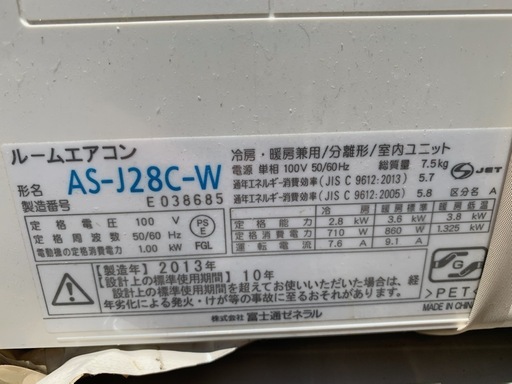 ルームエアコン
形名 AS-J28C-W
製造番号 E038685
冷房・暖房兼用/分離形/室内ユニット
電源 単相 100V 50/60Hz 総質量 7.5kg
通年エネルギー消費効率(JIS C 9612:2013) 5.7
通年エネルギー消費効率(JIS C 9612:2005) 5.8 区分名 A
JET
定格電圧 100 V
定格周波数 50/60 Hz
電動機の定格消費電力 1.00 kW
PS
E
FGL
冷房 暖房標準 暖房低温
定格能力 2.8 kW 3.6 kW 3.8 kW
定格消費電力 710 W 860 W 1,325 kW
運転電流 7.6 A 9.1 A
【製造年】2013年
【設計上の標準使用期間】10年
設計上の標準使用期間を超えてお使いいただいた場合は、経
年劣化による発火・けが等の事故に至るおそれがあります。
G
>PET<
MADE IN CHINA
株式会社 富士通ゼネラル